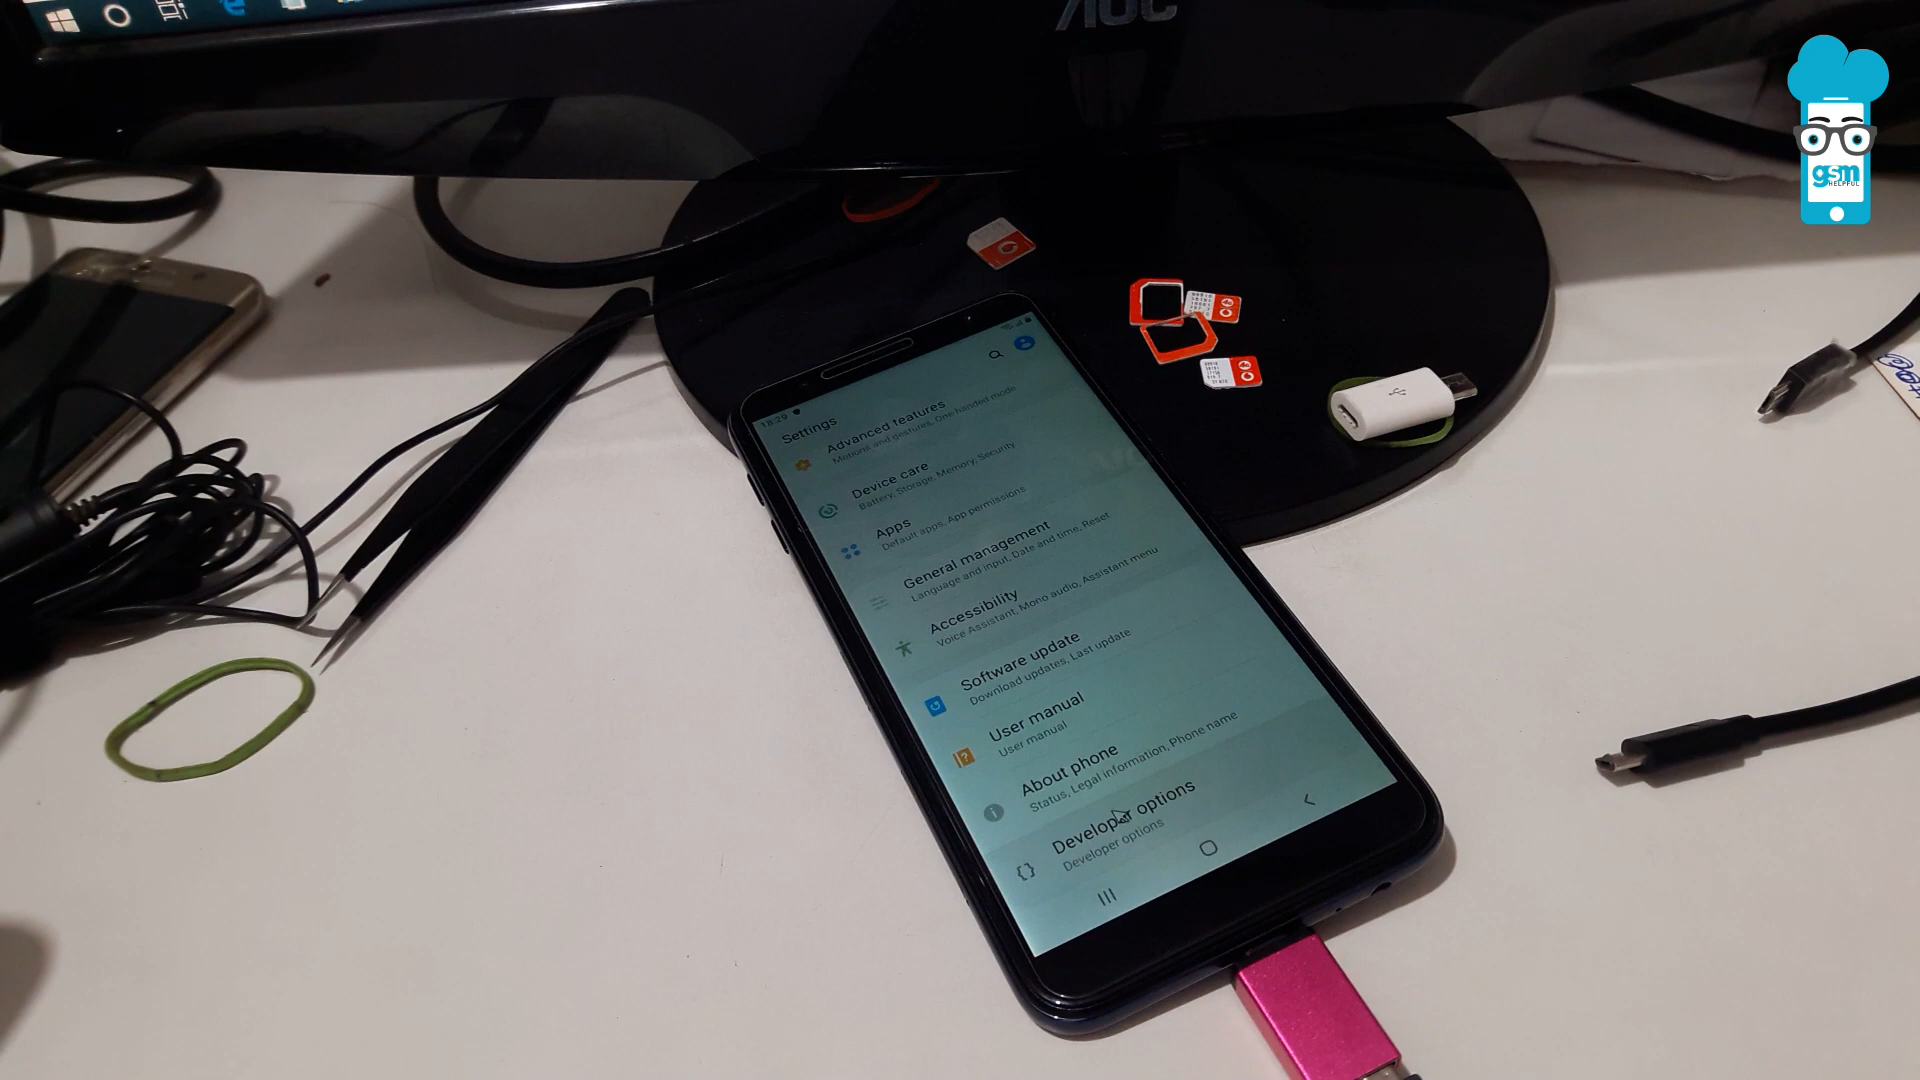 AOC
gsm
HELPFUL
18:29
Settings
Advanced features
Motions and gestures, One handed mode
Device care
Battery, Storage, Memory, Security
Apps
Default apps, App permissions
General management
Language and input, Date and time, Reset
Accessibility
Voice Assistant, Mono audio, Assistant menu
Software update
Download updates, Last update
User manual
User manual
About phone
Status, Legal information, Phone name
Developer options
Developer options